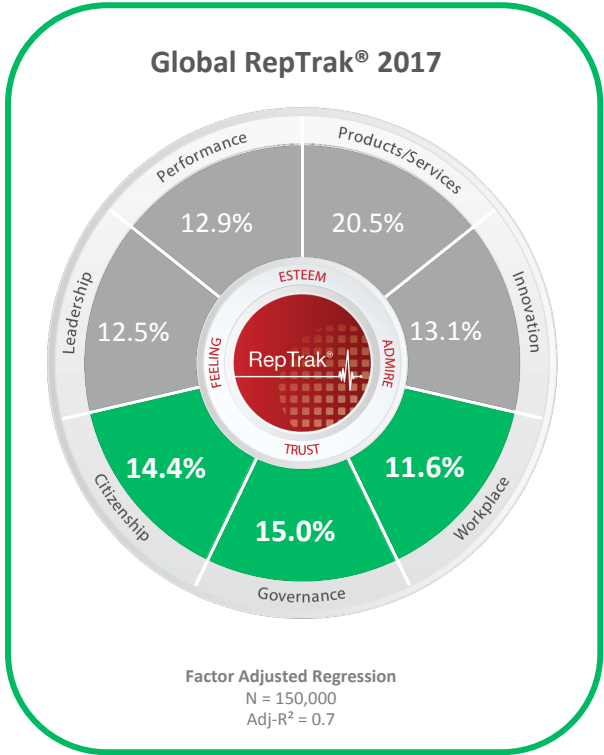 Global RepTrak® 2017
Performance
Products/Services
12.9%
20.5%
Leadership
Innovation
12.5%
13.1%
ESTEEM
FEELING
RepTrak®
ADMIRE
TRUST
14.4%
11.6%
15.0%
Citizenship
Workplace
Governance
Factor Adjusted Regression
N = 150,000
Adj-R² = 0.7